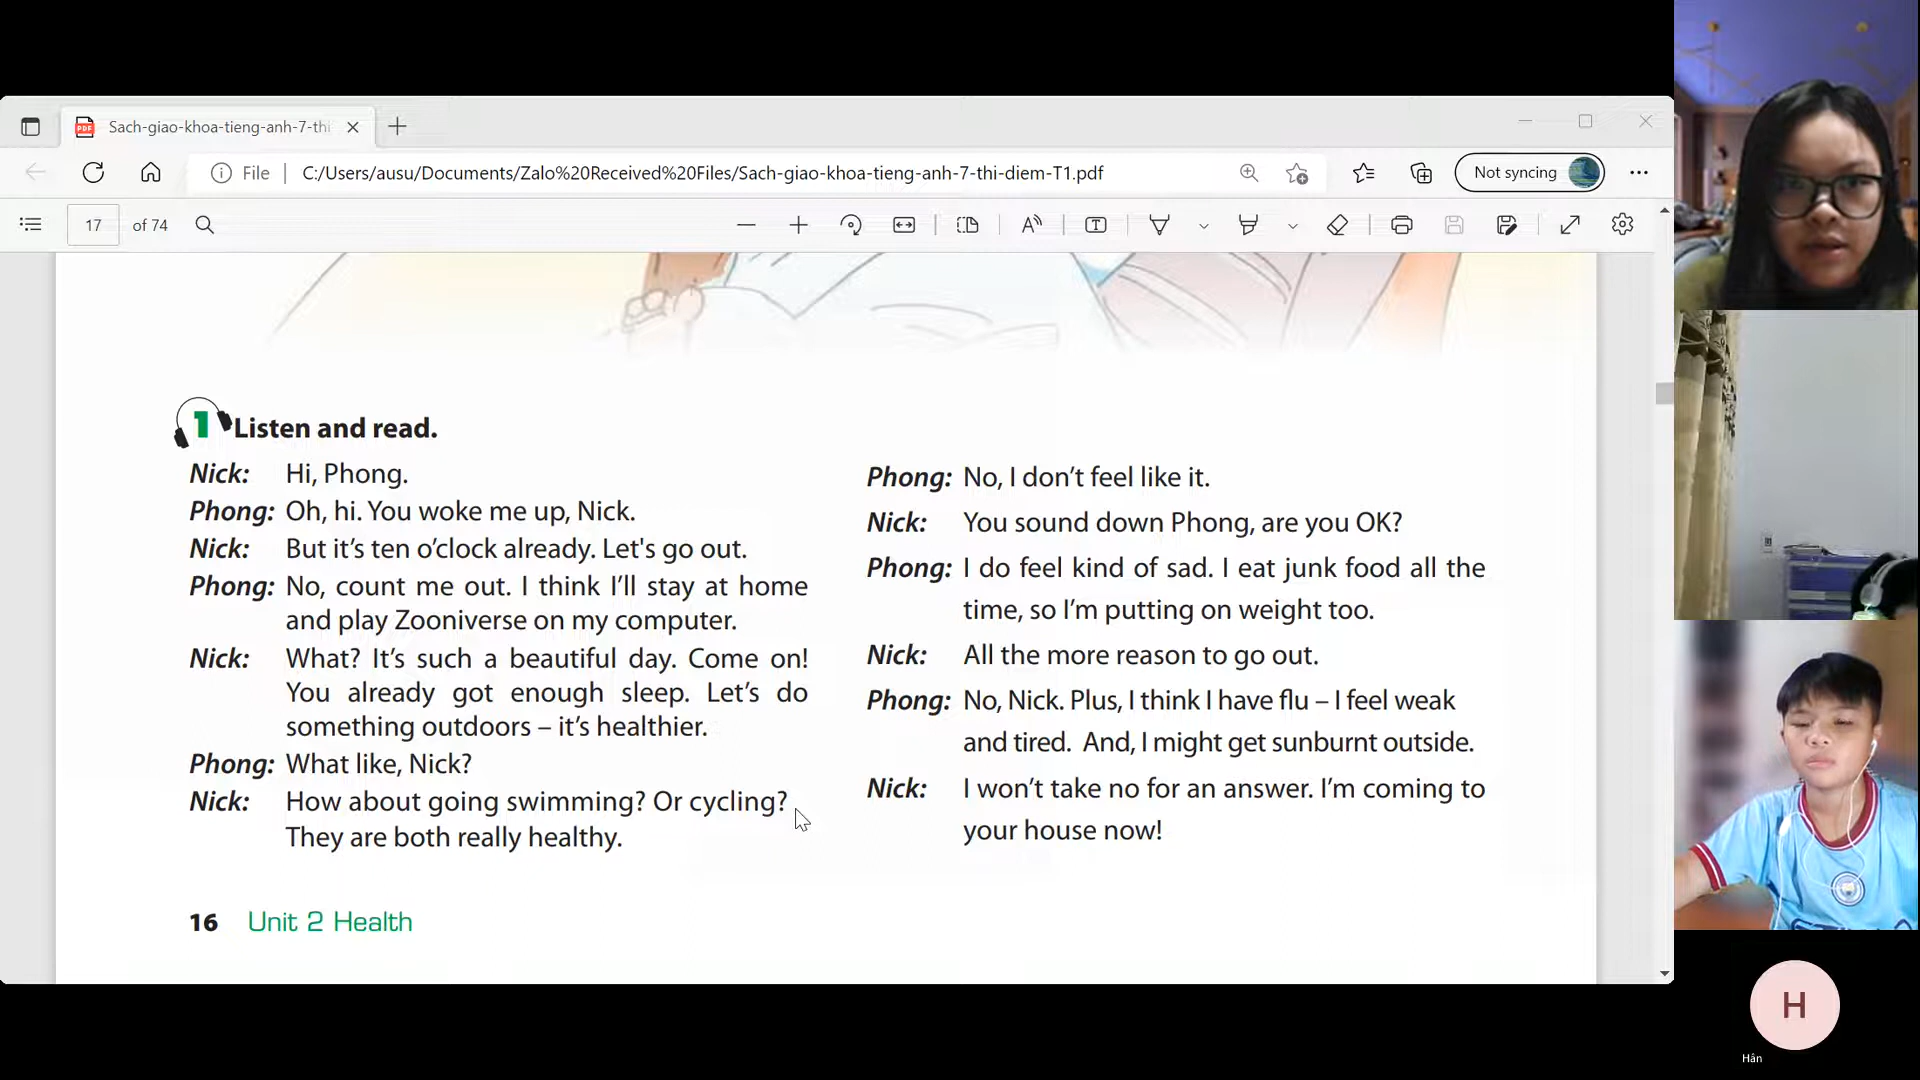 Sach-giao-khoa-tieng-anh-7-thi
File
C:/Users/ausu/Documents/Zalo%20Received%20Files/Sach-giao-khoa-tieng-anh-7-thi-diem-T1.pdf
Not syncing
17 of 74
1 Listen and read.
Nick: Hi, Phong.
Phong: Oh, hi. You woke me up, Nick.
Nick: But it’s ten o’clock already. Let's go out.
Phong: No, count me out. I think I’ll stay at home
and play Zooniverse on my computer.
Nick: What? It’s such a beautiful day. Come on!
You already got enough sleep. Let’s do
something outdoors – it’s healthier.
Phong: What like, Nick?
Nick: How about going swimming? Or cycling?
They are both really healthy.
Phong: No, I don’t feel like it.
Nick: You sound down Phong, are you OK?
Phong: I do feel kind of sad. I eat junk food all the
time, so I’m putting on weight too.
Nick: All the more reason to go out.
Phong: No, Nick. Plus, I think I have flu – I feel weak
and tired. And, I might get sunburnt outside.
Nick: I won’t take no for an answer. I’m coming to
your house now!
16 Unit 2 Health
H
Hân